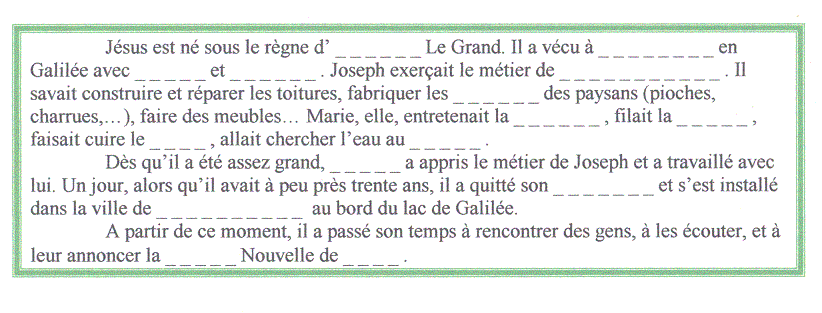 Jésus est né sous le règne d’ _ _ _ _ _ _ Le Grand. Il a vécu à _ _ _ _ _ _ _ _ en
Galilée avec _ _ _ _ _ et _ _ _ _ _ _ . Joseph exerçait le métier de _ _ _ _ _ _ _ _ _ _ _ . Il
savait construire et réparer les toitures, fabriquer les _ _ _ _ _ _ des paysans (pioches,
charrues,…), faire des meubles… Marie, elle, entretenait la _ _ _ _ _ _ , filait la _ _ _ _ _ ,
faisait cuire le _ _ _ _ , allait chercher l’eau au _ _ _ _ _ .
Dès qu’il a été assez grand, _ _ _ _ _ a appris le métier de Joseph et a travaillé avec
lui. Un jour, alors qu’il avait à peu près trente ans, il a quitté son _ _ _ _ _ _ _ et s’est installé
dans la ville de _ _ _ _ _ _ _ _ _ _ au bord du lac de Galilée.
A partir de ce moment, il a passé son temps à rencontrer des gens, à les écouter, et à
leur annoncer la _ _ _ _ _ Nouvelle de _ _ _ _ .